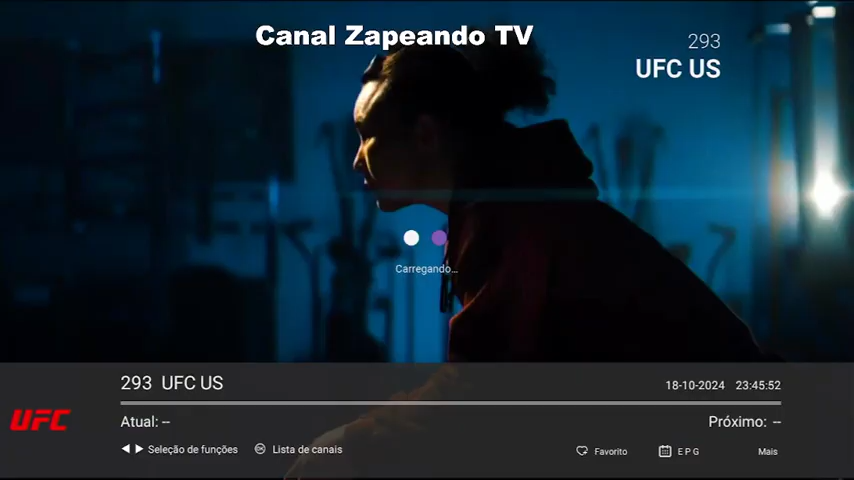 Canal Zapeando TV
293
UFC US
Carregando...
293 UFC US
18-10-2024 23:45:52
UFC
Atual: --
Próximo: --
Seleção de funções
OK Lista de canais
Favorito
E P G
Mais